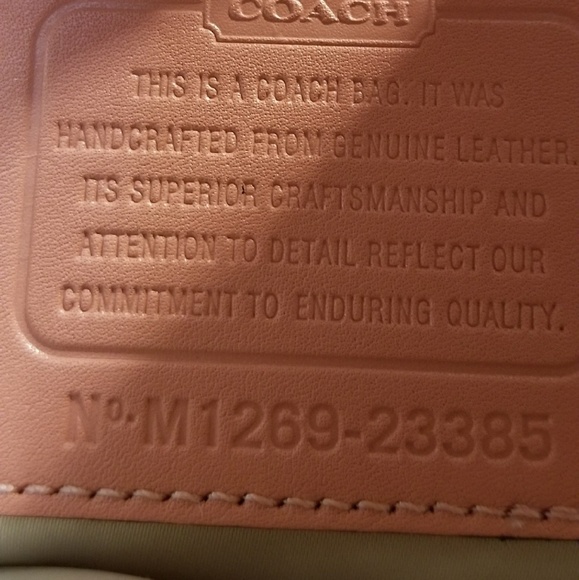 COACH
THIS IS A COACH BAG. IT WAS
HANDCRAFTED FROM GENUINE LEATHER.
ITS SUPERIOR CRAFTSMANSHIP AND
ATTENTION TO DETAIL REFLECT OUR
COMMITMENT TO ENDURING QUALITY.
Nº·M1269-23385